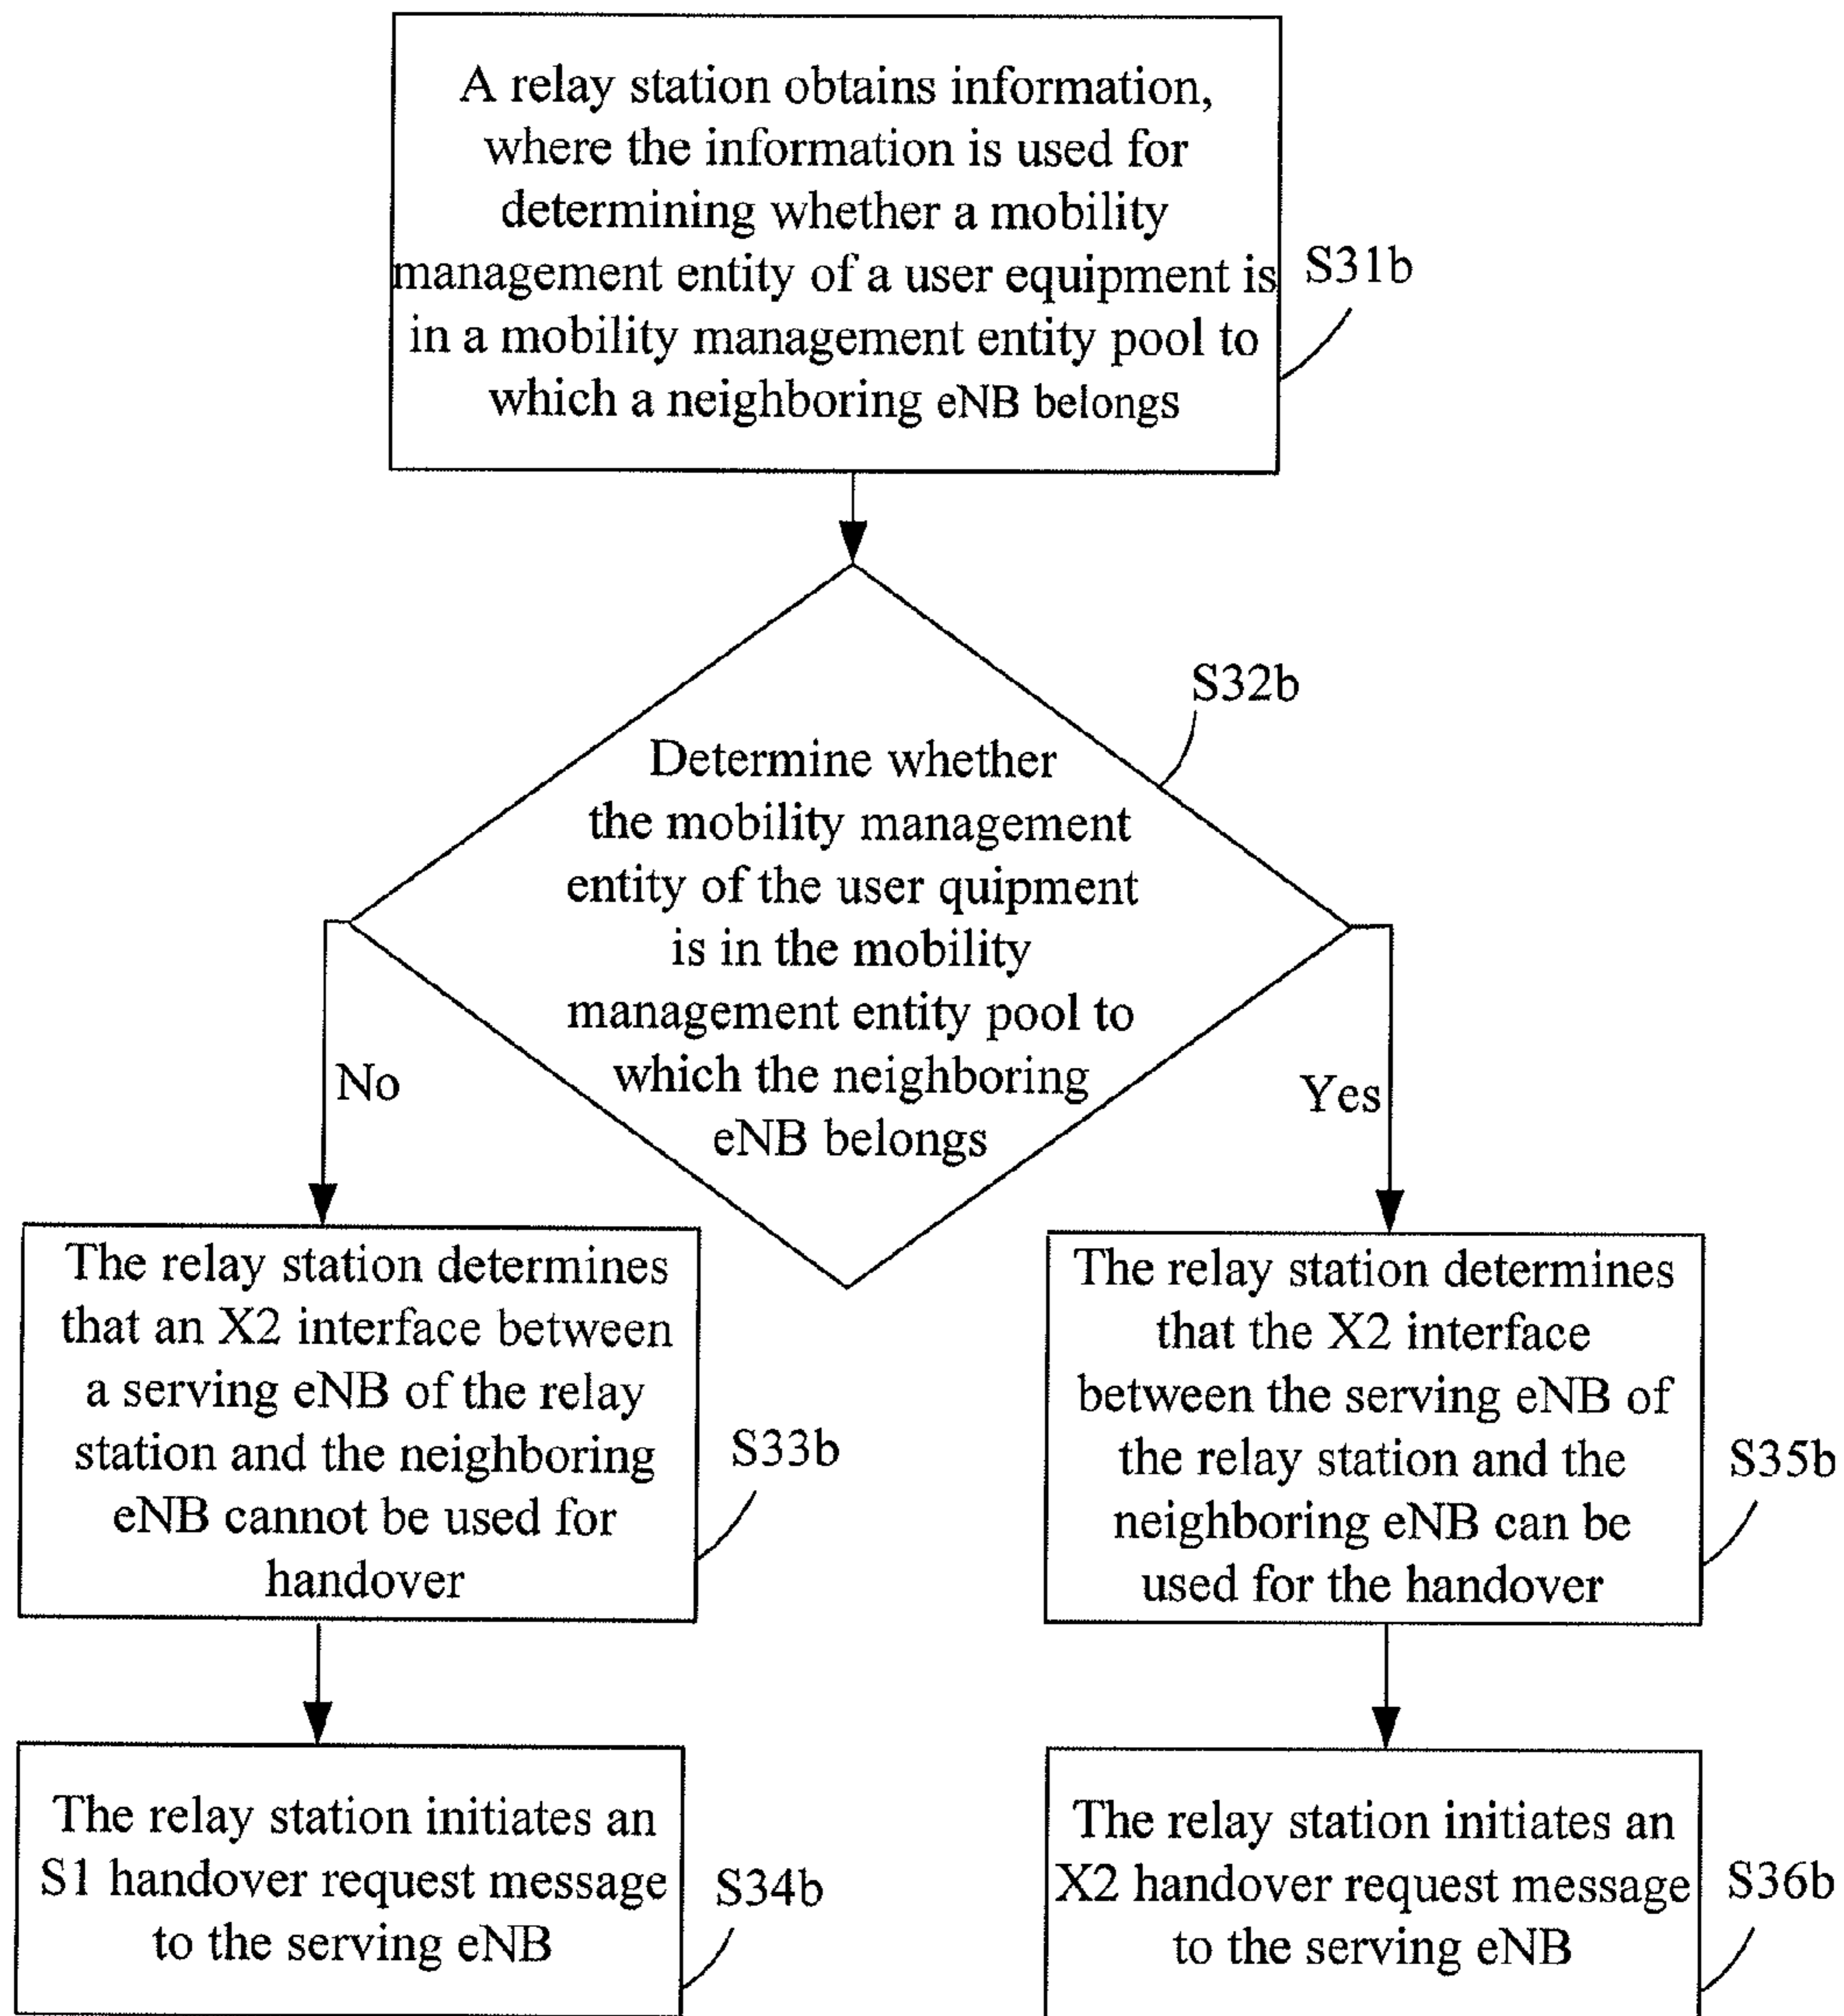 A relay station obtains information,
where the information is used for
determining whether a mobility
management entity of a user equipment is
in a mobility management entity pool to
which a neighboring eNB belongs
S31b
S32b
Determine whether
the mobility management
entity of the user quipment
is in the mobility
management entity pool to
which the neighboring
eNB belongs
No
Yes
The relay station determines
that an X2 interface between
a serving eNB of the relay
station and the neighboring
eNB cannot be used for
handover
S33b
The relay station determines
that the X2 interface
between the serving eNB of
the relay station and the
neighboring eNB can be
used for the handover
S35b
The relay station initiates an
S1 handover request message
to the serving eNB
S34b
The relay station initiates an
X2 handover request message
to the serving eNB
S36b